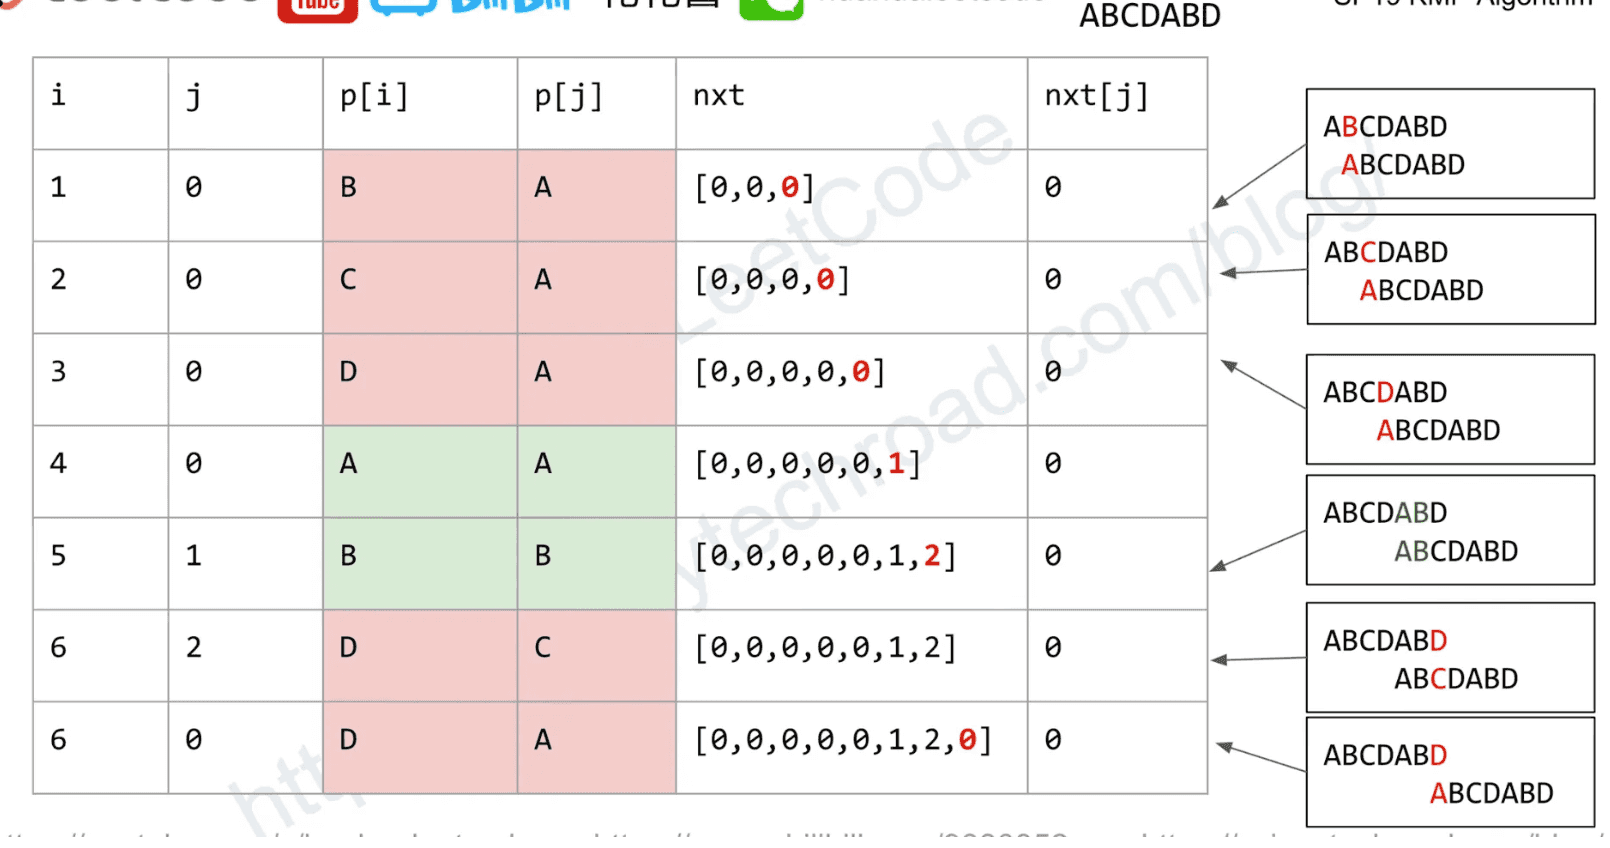 Tube
ABCDABD
i j p[i] p[j] nxt nxt[j]
1 0 B A [0,0,0] 0
2 0 C A [0,0,0,0] 0
3 0 D A [0,0,0,0,0] 0
4 0 A A [0,0,0,0,0,1] 0
5 1 B B [0,0,0,0,0,1,2] 0
6 2 D C [0,0,0,0,0,1,2] 0
6 0 D A [0,0,0,0,0,1,2,0] 0
ABCDABD
ABCDABD
ABCDABD
ABCDABD
ABCDABD
ABCDABD
ABCDABD
ABCDABD
ABCDABD
ABCDABD
ABCDABD
ABCDABD
LeetCode
ytechroad.com/blog/